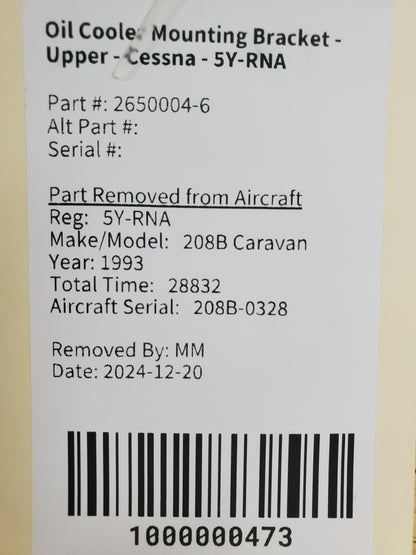 Oil Cooler Mounting Bracket -
Upper - Cessna - 5Y-RNA
Part #: 2650004-6
Alt Part #:
Serial #:
Part Removed from Aircraft
Reg: 5Y-RNA
Make/Model: 208B Caravan
Year: 1993
Total Time: 28832
Aircraft Serial: 208B-0328
Removed By: MM
Date: 2024-12-20
1000000473